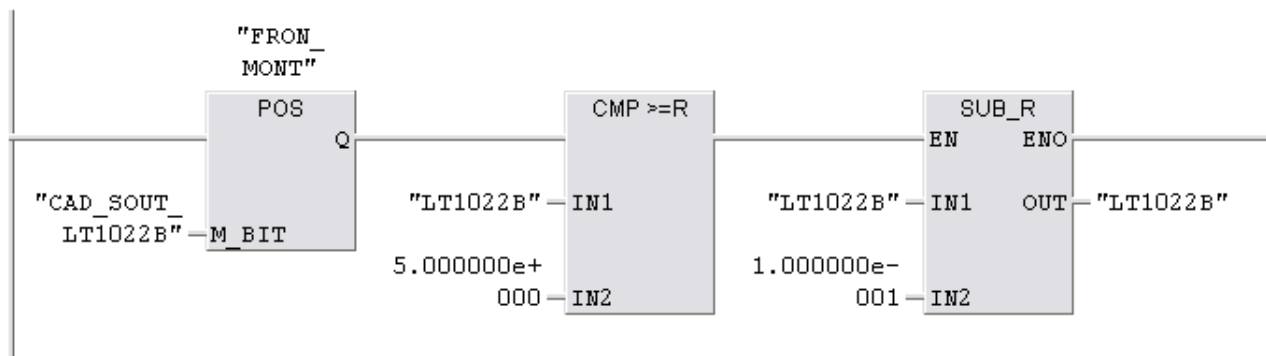 "FRON_
MONT"
POS
Q
"CAD_SOUT_
LT1022B"
M_BIT
CMP >=R
"LT1022B"
IN1
5.000000e+
000
IN2
SUB_R
EN ENO
"LT1022B"
IN1
OUT
"LT1022B"
1.000000e-
001
IN2